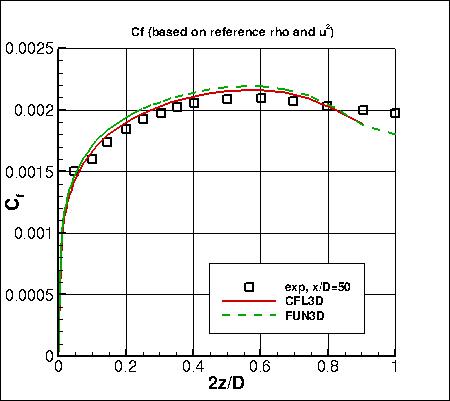 Cf (based on reference rho and u²)
0.0025
0.002
0.0015
0.001
0.0005
0
Cf
exp, x/D=50
CFL3D
FUN3D
0 0.2 0.4 0.6 0.8 1
2z/D